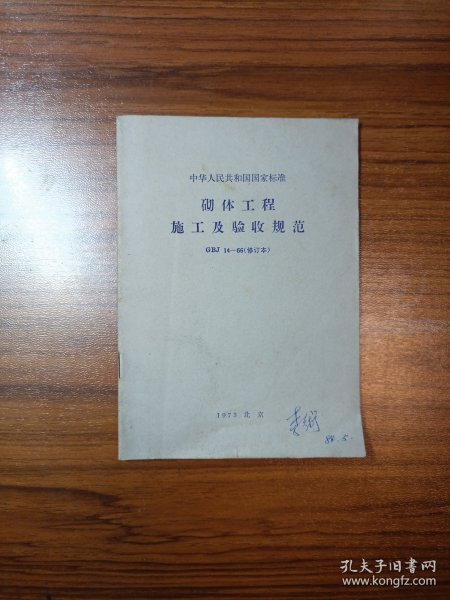 中华人民共和国国家标准
砌体工程
施工及验收规范
GBJ 14—66(修订本)
1973 北京
孔夫子旧书网
www.kongfz.com